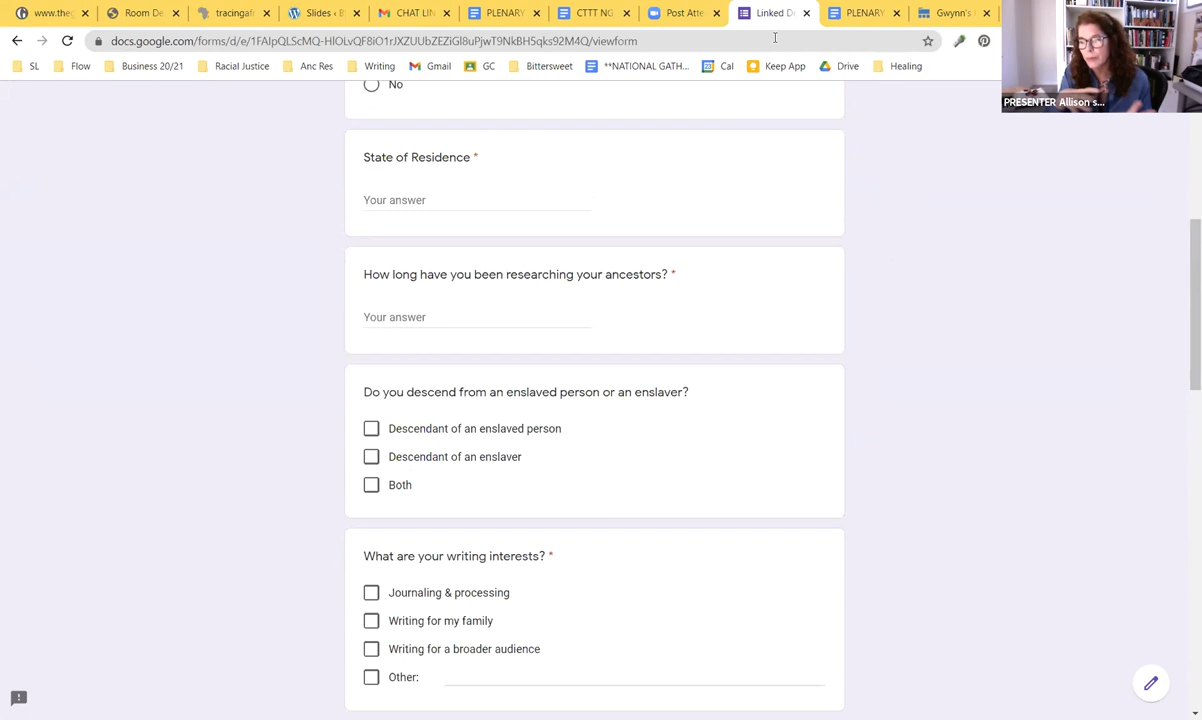 www.the
Room De
tracingafr
Slides ‹ B
CHAT LIN
PLENARY
CTTT NG
Post Atte
Linked D
PLENARY
Gwynn's
docs.google.com/forms/d/e/
/viewform
SL
Flow
Business 20/21
Racial Justice
Anc Res
Writing
Gmail
GC
Bittersweet
**NATIONAL GATH...
Cal
Keep App
Drive
Healing
PRESENTER Allison s...
No
State of Residence *
Your answer
How long have you been researching your ancestors? *
Your answer
Do you descend from an enslaved person or an enslaver?
Descendant of an enslaved person
Descendant of an enslaver
Both
What are your writing interests? *
Journaling & processing
Writing for my family
Writing for a broader audience
Other: